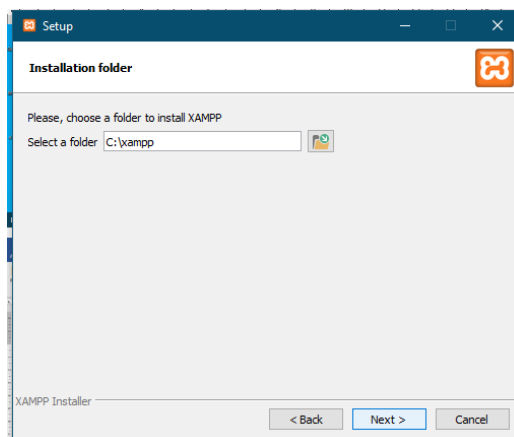 Setup
Installation folder
Please, choose a folder to install XAMPP
Select a folder C:\xampp
XAMPP Installer
< Back Next > Cancel